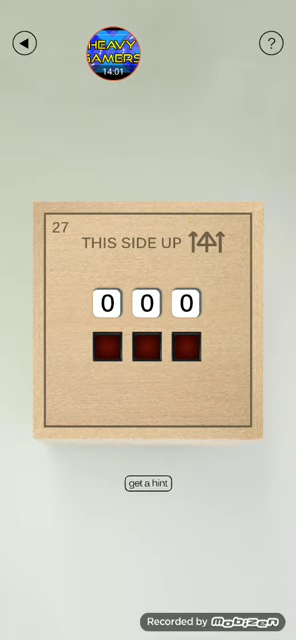 HEAVY
GAMERS
14:01
?
27
THIS SIDE UP
0 0 0
get a hint
Recorded by Mobizen